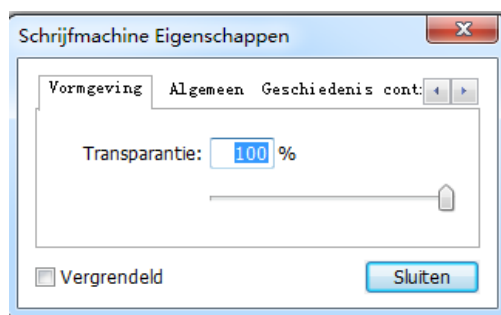 Schrijfmachine Eigenschappen
Vormgeving Algemeen Geschiedenis cont:
Transparantie: 100 %
Vergrendeld Sluiten